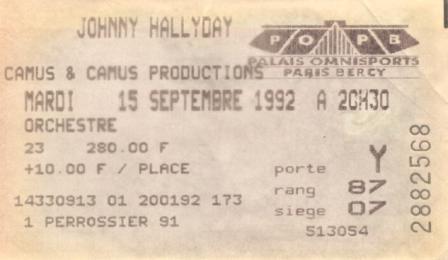 JOHNNY HALLYDAY
POPB
PALAIS OMNISPORTS
PARIS BERCY
CAMUS & CAMUS PRODUCTIONS
MARDI 15 SEPTEMBRE 1992 A 20H30
ORCHESTRE
23 280.00 F
+10.00 F / PLACE
porte Y
rang 87
siege 07
14330913 01 200192 173
1 PERROSSIER 91
513054
2882568